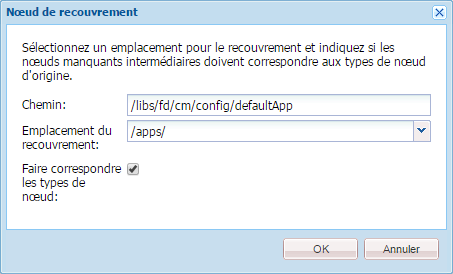 Nœud de recouvrement
Sélectionnez un emplacement pour le recouvrement et indiquez si les
nœuds manquants intermédiaires doivent correspondre aux types de nœud
d'origine.
Chemin: /libs/fd/cm/config/defaultApp
Emplacement du
recouvrement: /apps/
Faire correspondre
les types de
nœud:
OK Annuler